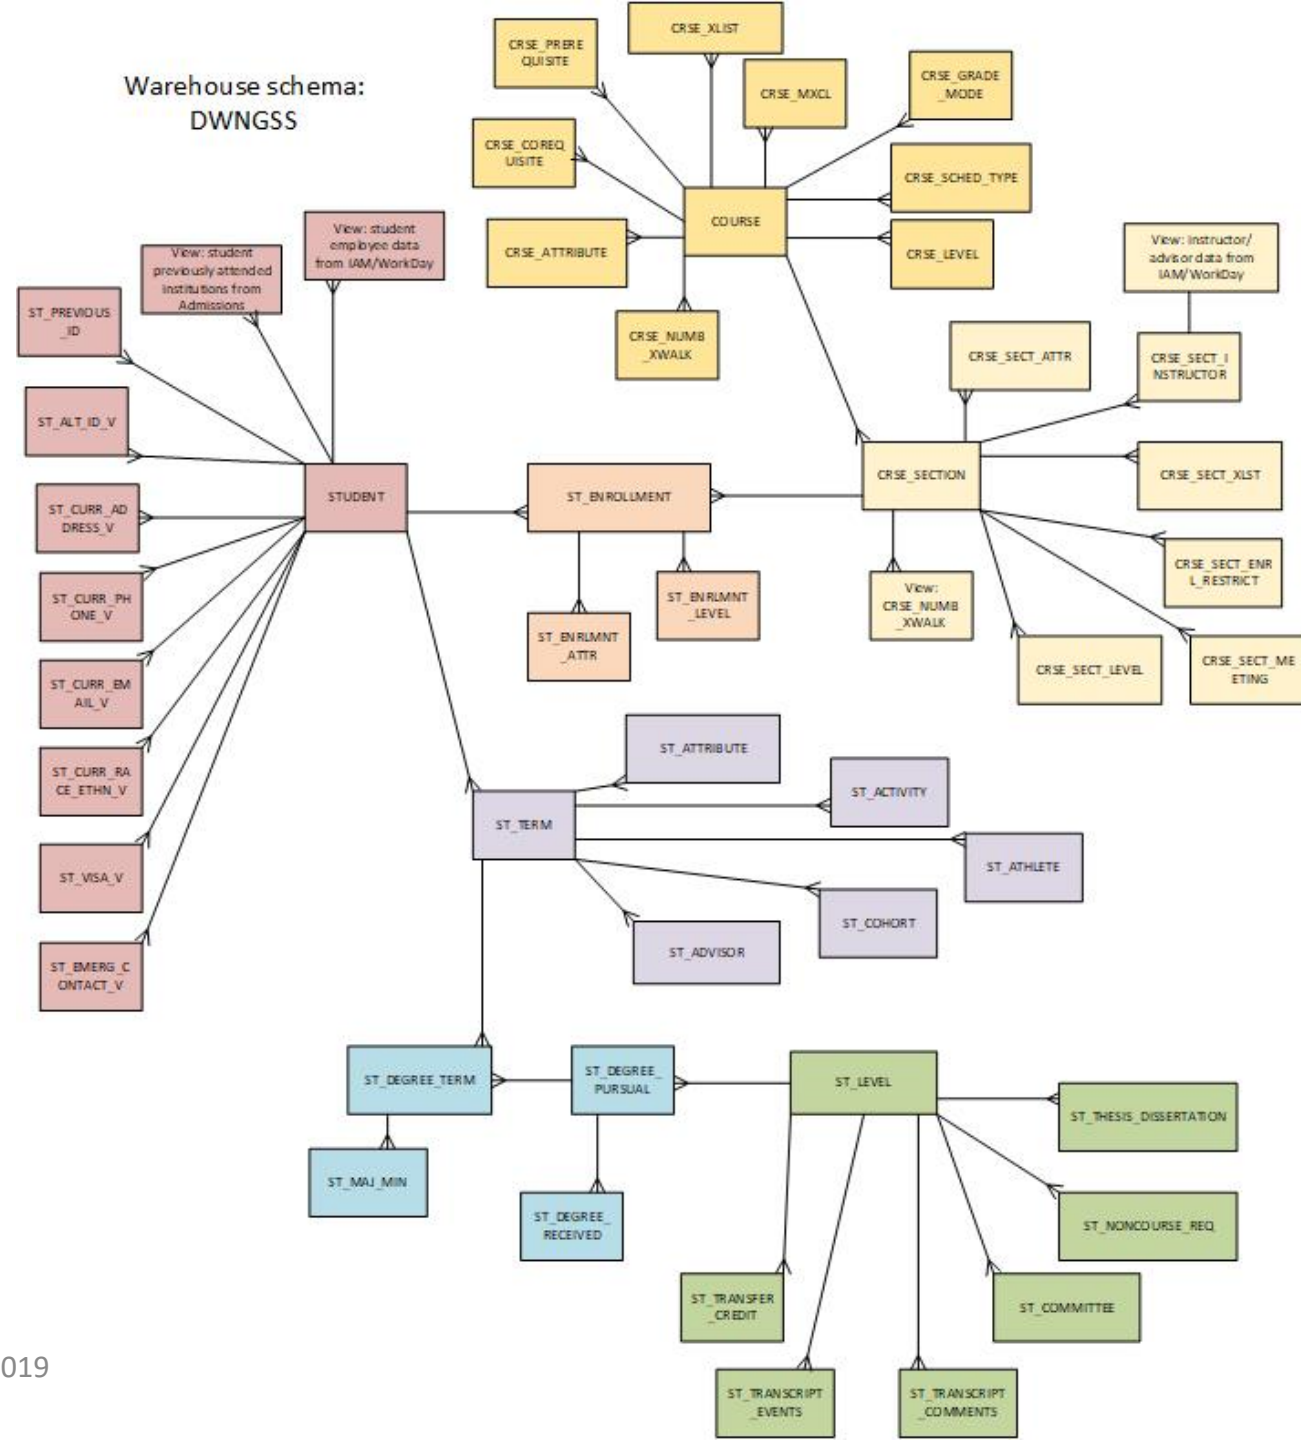 Warehouse schema:
DWNGSS
CRSE_PRERE
QUISITE
CRSE_XLIST
CRSE_MXCL
CRSE_GRADE
_MODE
CRSE_COREQ
UISITE
CRSE_SCHED_TYPE
COURSE
CRSE_ATTRIBUTE
CRSE_LEVEL
CRSE_NUMB
_XWALK
View: student
employee data
from IAM/WorkDay
View: student
previously attended
institutions from
Admissions
ST_PREVIOUS
_ID
ST_ALT_ID_V
STUDENT
ST_CURR_AD
DRESS_V
ST_CURR_PH
ONE_V
ST_CURR_EM
AIL_V
ST_CURR_RA
CE_ETHN_V
ST_VISA_V
ST_EMERG_C
ONTACT_V
ST_ENROLLMENT
ST_ENRLMNT
_LEVEL
ST_ENRLMNT
_ATTR
View: instructor/
advisor data from
IAM/WorkDay
CRSE_SECT_ATTR
CRSE_SECT_I
NSTRUCTOR
CRSE_SECTION
CRSE_SECT_XLST
CRSE_SECT_ENR
L_RESTRICT
View:
CRSE_NUMB
_XWALK
CRSE_SECT_LEVEL
CRSE_SECT_ME
ETING
ST_ATTRIBUTE
ST_ACTIVITY
ST_TERM
ST_ATHLETE
ST_COHORT
ST_ADVISOR
ST_DEGREE_TERM
ST_DEGREE_
PURSUAL
ST_MAJ_MIN
ST_DEGREE_
RECEIVED
ST_LEVEL
ST_THESIS_DISSERTATION
ST_NONCOURSE_REQ
ST_TRANSFER
_CREDIT
ST_COMMITTEE
ST_TRANSCRIPT
_EVENTS
ST_TRANSCRIPT
_COMMENTS
019